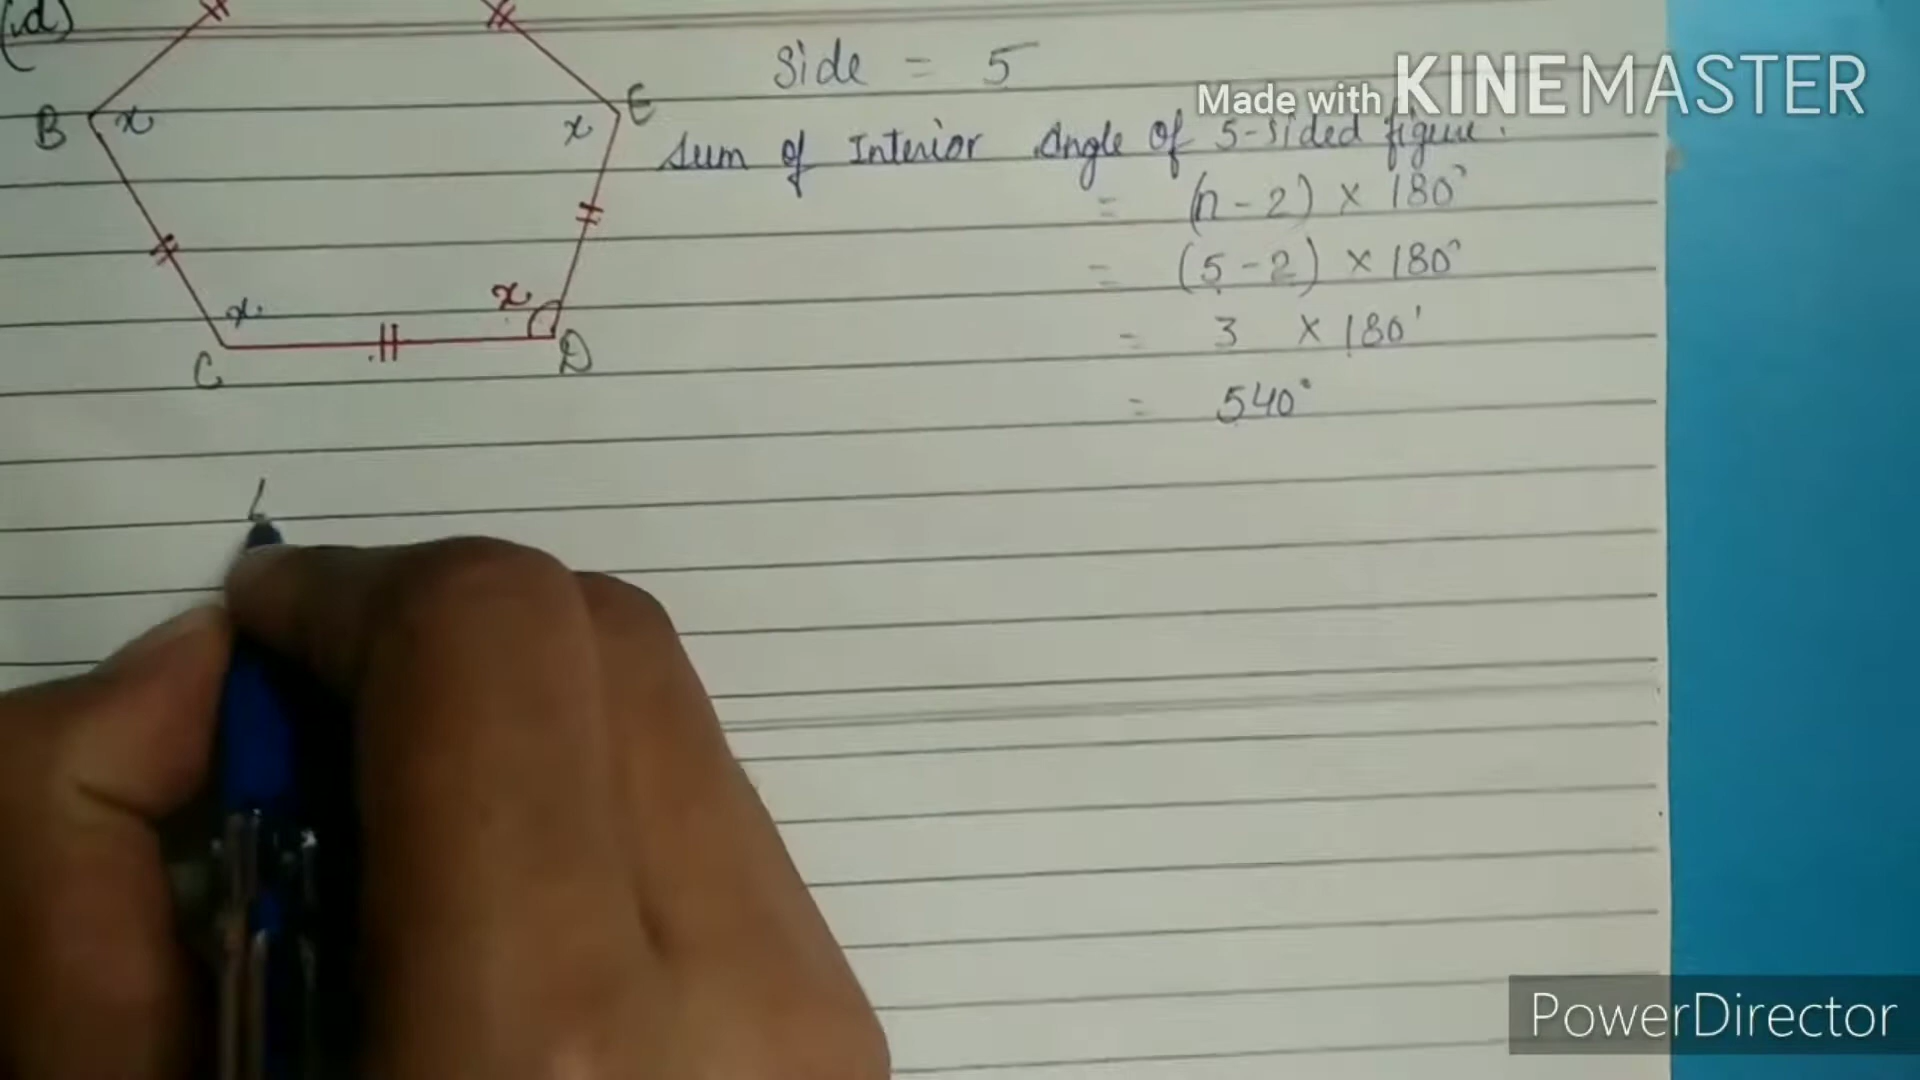 (d)
Side = 5
Made with KINEMASTER
B x
x E
Sum of Interior Angle Of 5-sided figure.
= (n-2) × 180°
= (5-2) × 180°
x
x
= 3 × 180'
C
D
= 540°
∠
PowerDirector